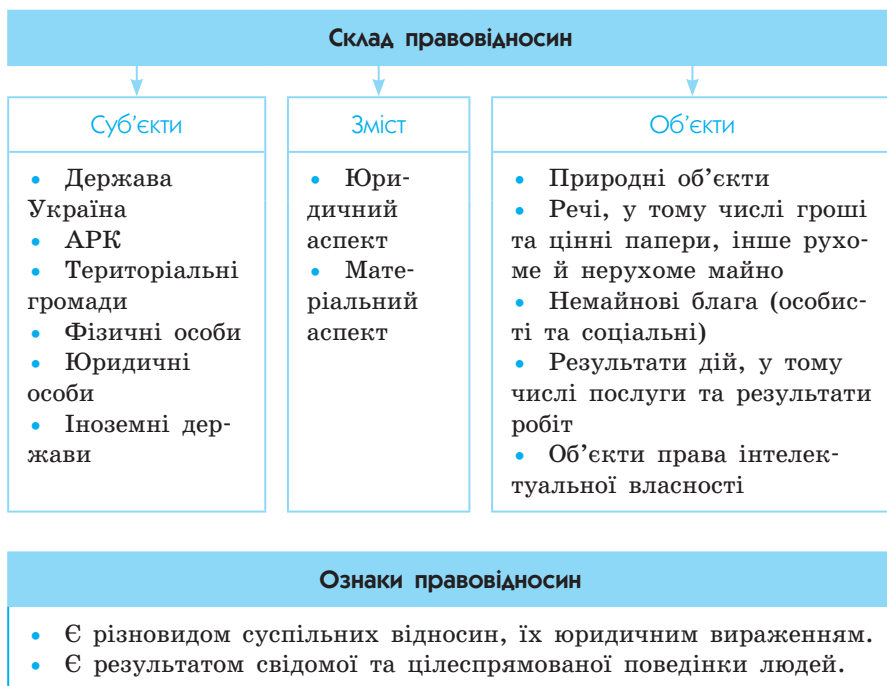 Склад правовідносин
Суб’єкти
• Держава
Україна
• АРК
• Територіальні
громади
• Фізичні особи
• Юридичні
особи
• Іноземні дер-
жави
Зміст
• Юри-
дичний
аспект
• Мате-
ріальний
аспект
Об’єкти
• Природні об’єкти
• Речі, у тому числі гроші
та цінні папери, інше рухо-
ме й нерухоме майно
• Немайнові блага (особис-
ті та соціальні)
• Результати дій, у тому
числі послуги та результати
робіт
• Об’єкти права інтелек-
туальної власності
Ознаки правовідносин
• Є різновидом суспільних відносин, їх юридичним вираженням.
• Є результатом свідомої та цілеспрямованої поведінки людей.